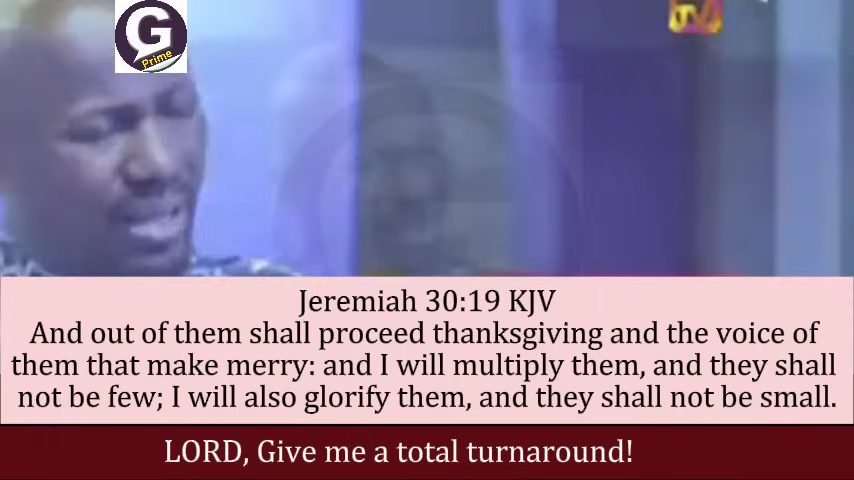 G
Prime
Jeremiah 30:19 KJV
And out of them shall proceed thanksgiving and the voice of
them that make merry: and I will multiply them, and they shall
not be few; I will also glorify them, and they shall not be small.
LORD, Give me a total turnaround!